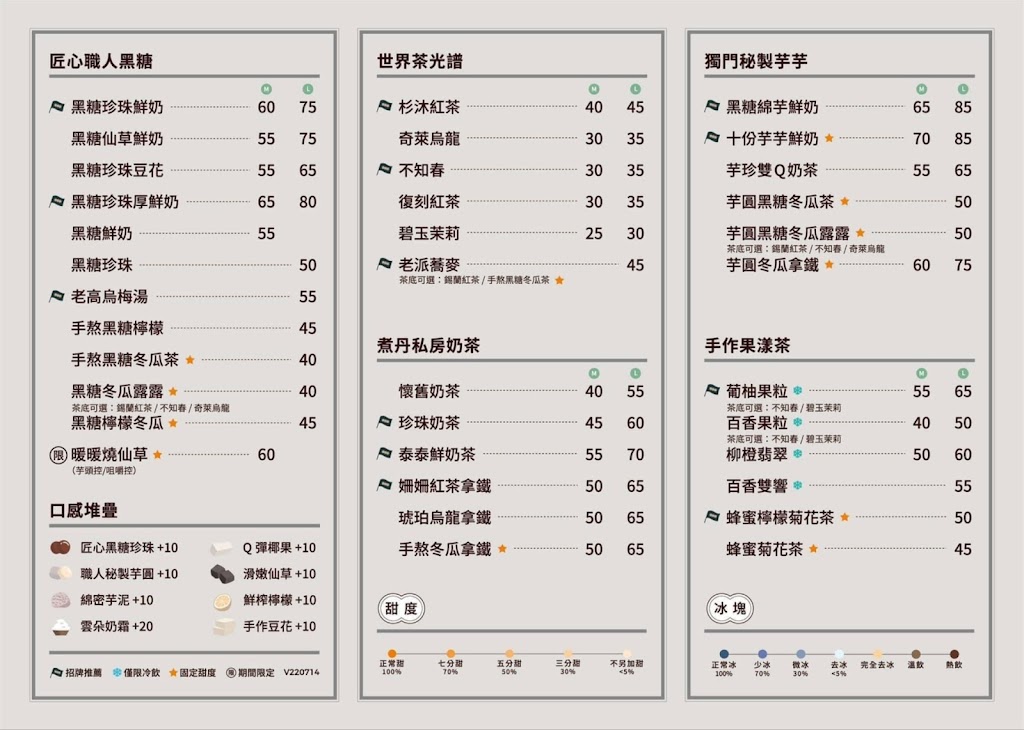 匠心職人黑糖
M L
黑糖珍珠鮮奶 60 75
黑糖仙草鮮奶 55 75
黑糖珍珠豆花 55 65
黑糖珍珠厚鮮奶 65 80
黑糖鮮奶 55
黑糖珍珠 50
老高烏梅湯 55
手熬黑糖檸檬 45
手熬黑糖冬瓜茶 40
黑糖冬瓜露露 40
茶底可選：錫蘭紅茶 / 不知春 / 奇萊烏龍
黑糖檸檬冬瓜 45
限 暖暖燒仙草 60
(芋頭控/咀嚼控)
口感堆疊
匠心黑糖珍珠 +10 Q 彈椰果 +10
職人秘製芋圓 +10 滑嫩仙草 +10
綿密芋泥 +10 鮮榨檸檬 +10
雲朵奶霜 +20 手作豆花 +10
招牌推薦 僅限冷飲 固定甜度 限 期間限定 V220714
世界茶光譜
M L
杉沐紅茶 40 45
奇萊烏龍 30 35
不知春 30 35
復刻紅茶 30 35
碧玉茉莉 25 30
老派蕎麥 45
茶底可選：錫蘭紅茶 / 手熬黑糖冬瓜茶
煮丹私房奶茶
M L
懷舊奶茶 40 55
珍珠奶茶 45 60
泰泰鮮奶茶 55 70
姍姍紅茶拿鐵 50 65
琥珀烏龍拿鐵 50 65
手熬冬瓜拿鐵 50 65
甜度
正常甜 七分甜 五分甜 三分甜 不另加甜
100% 70% 50% 30% <5%
獨門秘製芋芋
M L
黑糖綿芋鮮奶 65 85
十份芋芋鮮奶 70 85
芋珍雙Q奶茶 55 65
芋圓黑糖冬瓜茶 50
芋圓黑糖冬瓜露露 50
茶底可選：錫蘭紅茶 / 不知春 / 奇萊烏龍
芋圓冬瓜拿鐵 60 75
手作果漾茶
M L
葡柚果粒 55 65
茶底可選：不知春 / 碧玉茉莉
百香果粒 40 50
茶底可選：不知春 / 碧玉茉莉
柳橙翡翠 50 60
百香雙響 55
蜂蜜檸檬菊花茶 50
蜂蜜菊花茶 45
冰塊
正常冰 少冰 微冰 去冰 完全去冰 溫飲 熱飲
100% 70% 30% <5%